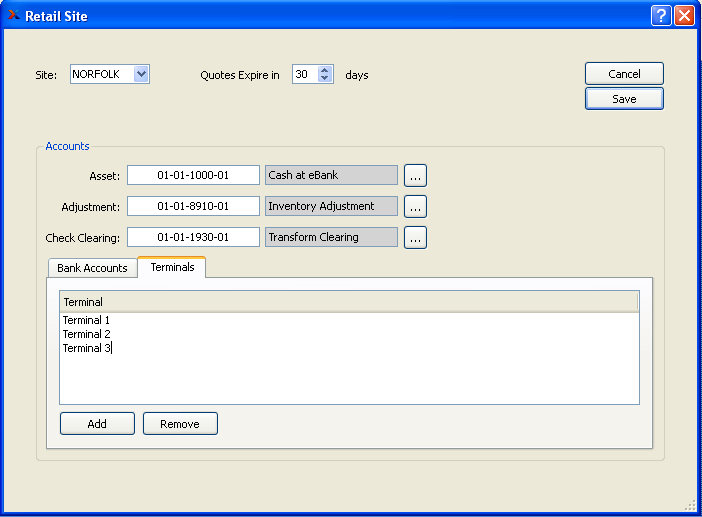 Retail Site
Site: NORFOLK Quotes Expire in 30 days
Cancel
Save
Accounts
Asset: 01-01-1000-01 Cash at eBank ...
Adjustment: 01-01-8910-01 Inventory Adjustment ...
Check Clearing: 01-01-1930-01 Transform Clearing ...
Bank Accounts Terminals
Terminal
Terminal 1
Terminal 2
Terminal 3
Add Remove